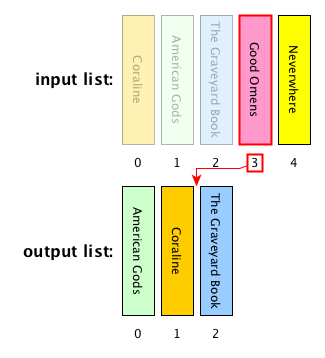 input list:
Coraline
American Gods
The Graveyard Book
Good Omens
Neverwhere
0 1 2 3 4
output list:
American Gods
Coraline
The Graveyard Book
0 1 2